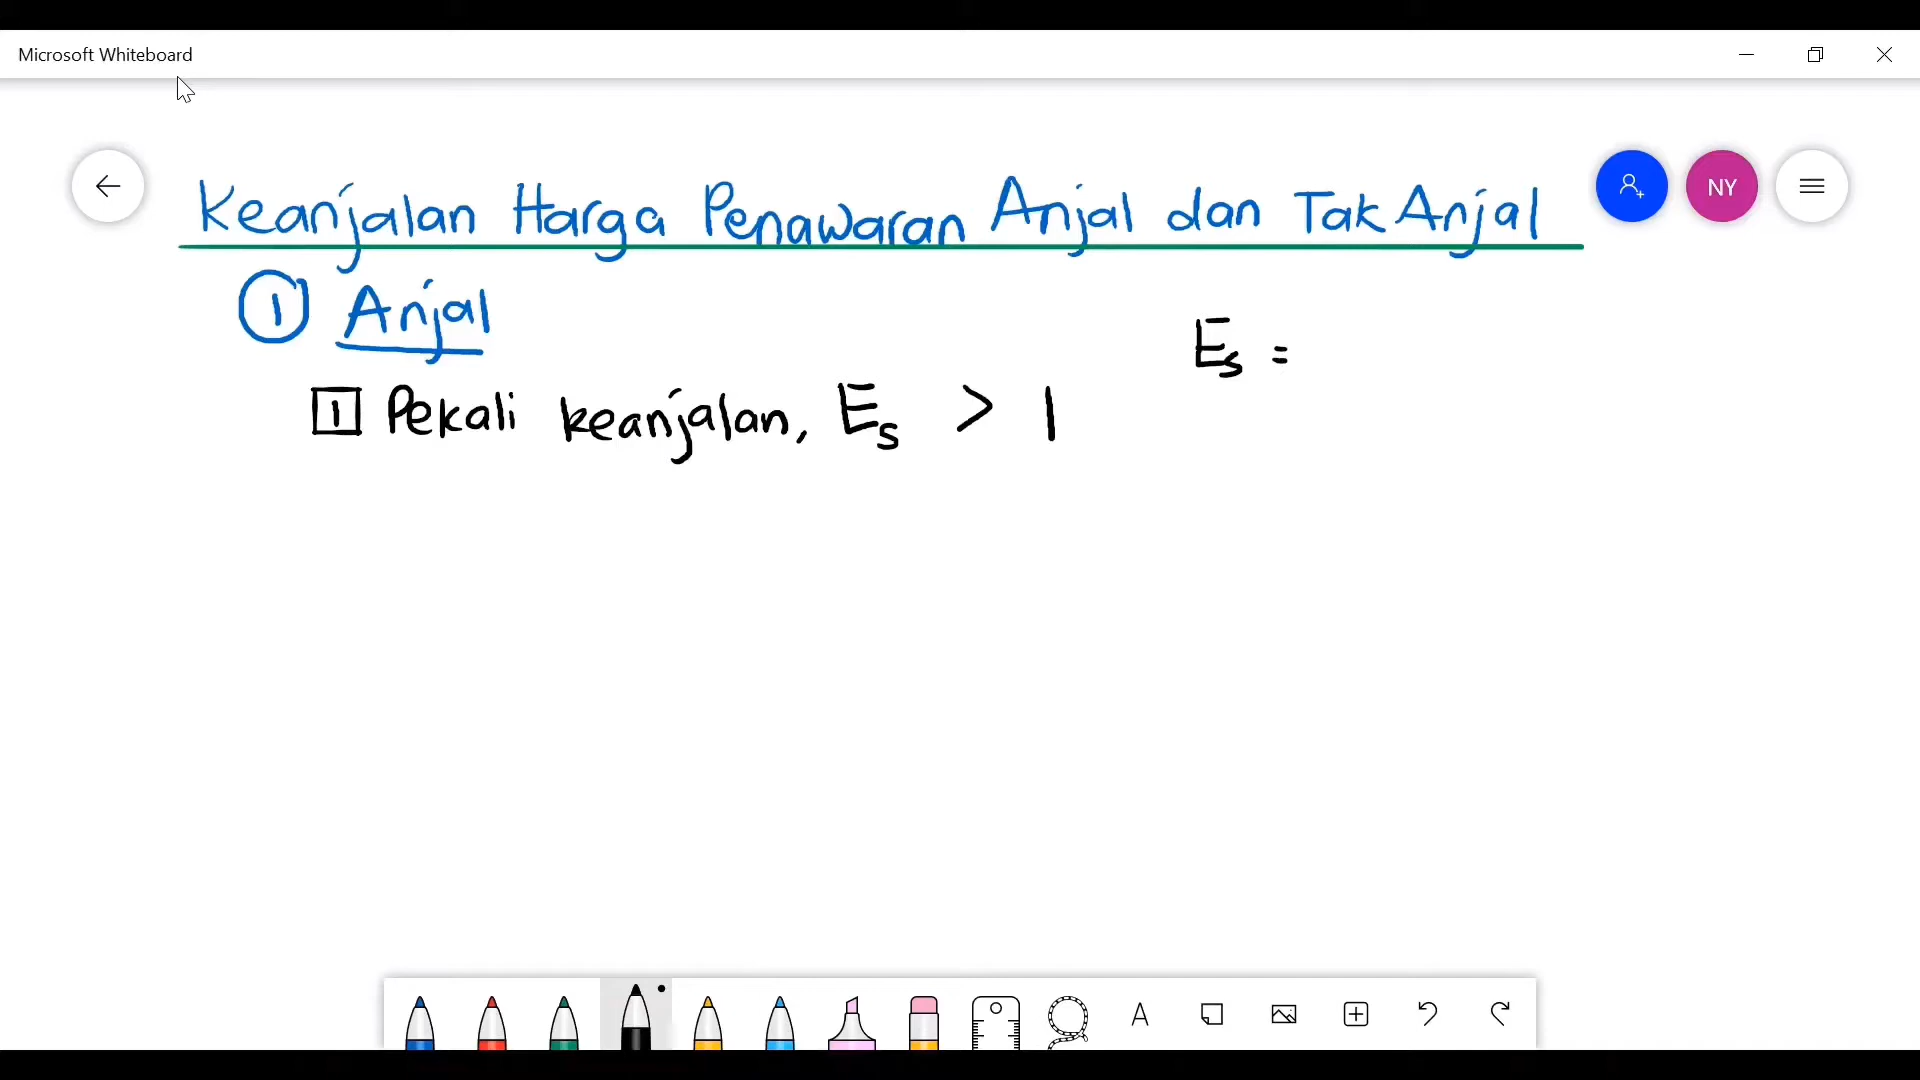 Microsoft Whiteboard
Keanjalan Harga Penawaran Anjal dan Tak Anjal
NY
1 Anjal
Es =
1 Pekali keanjalan, Es > 1
A